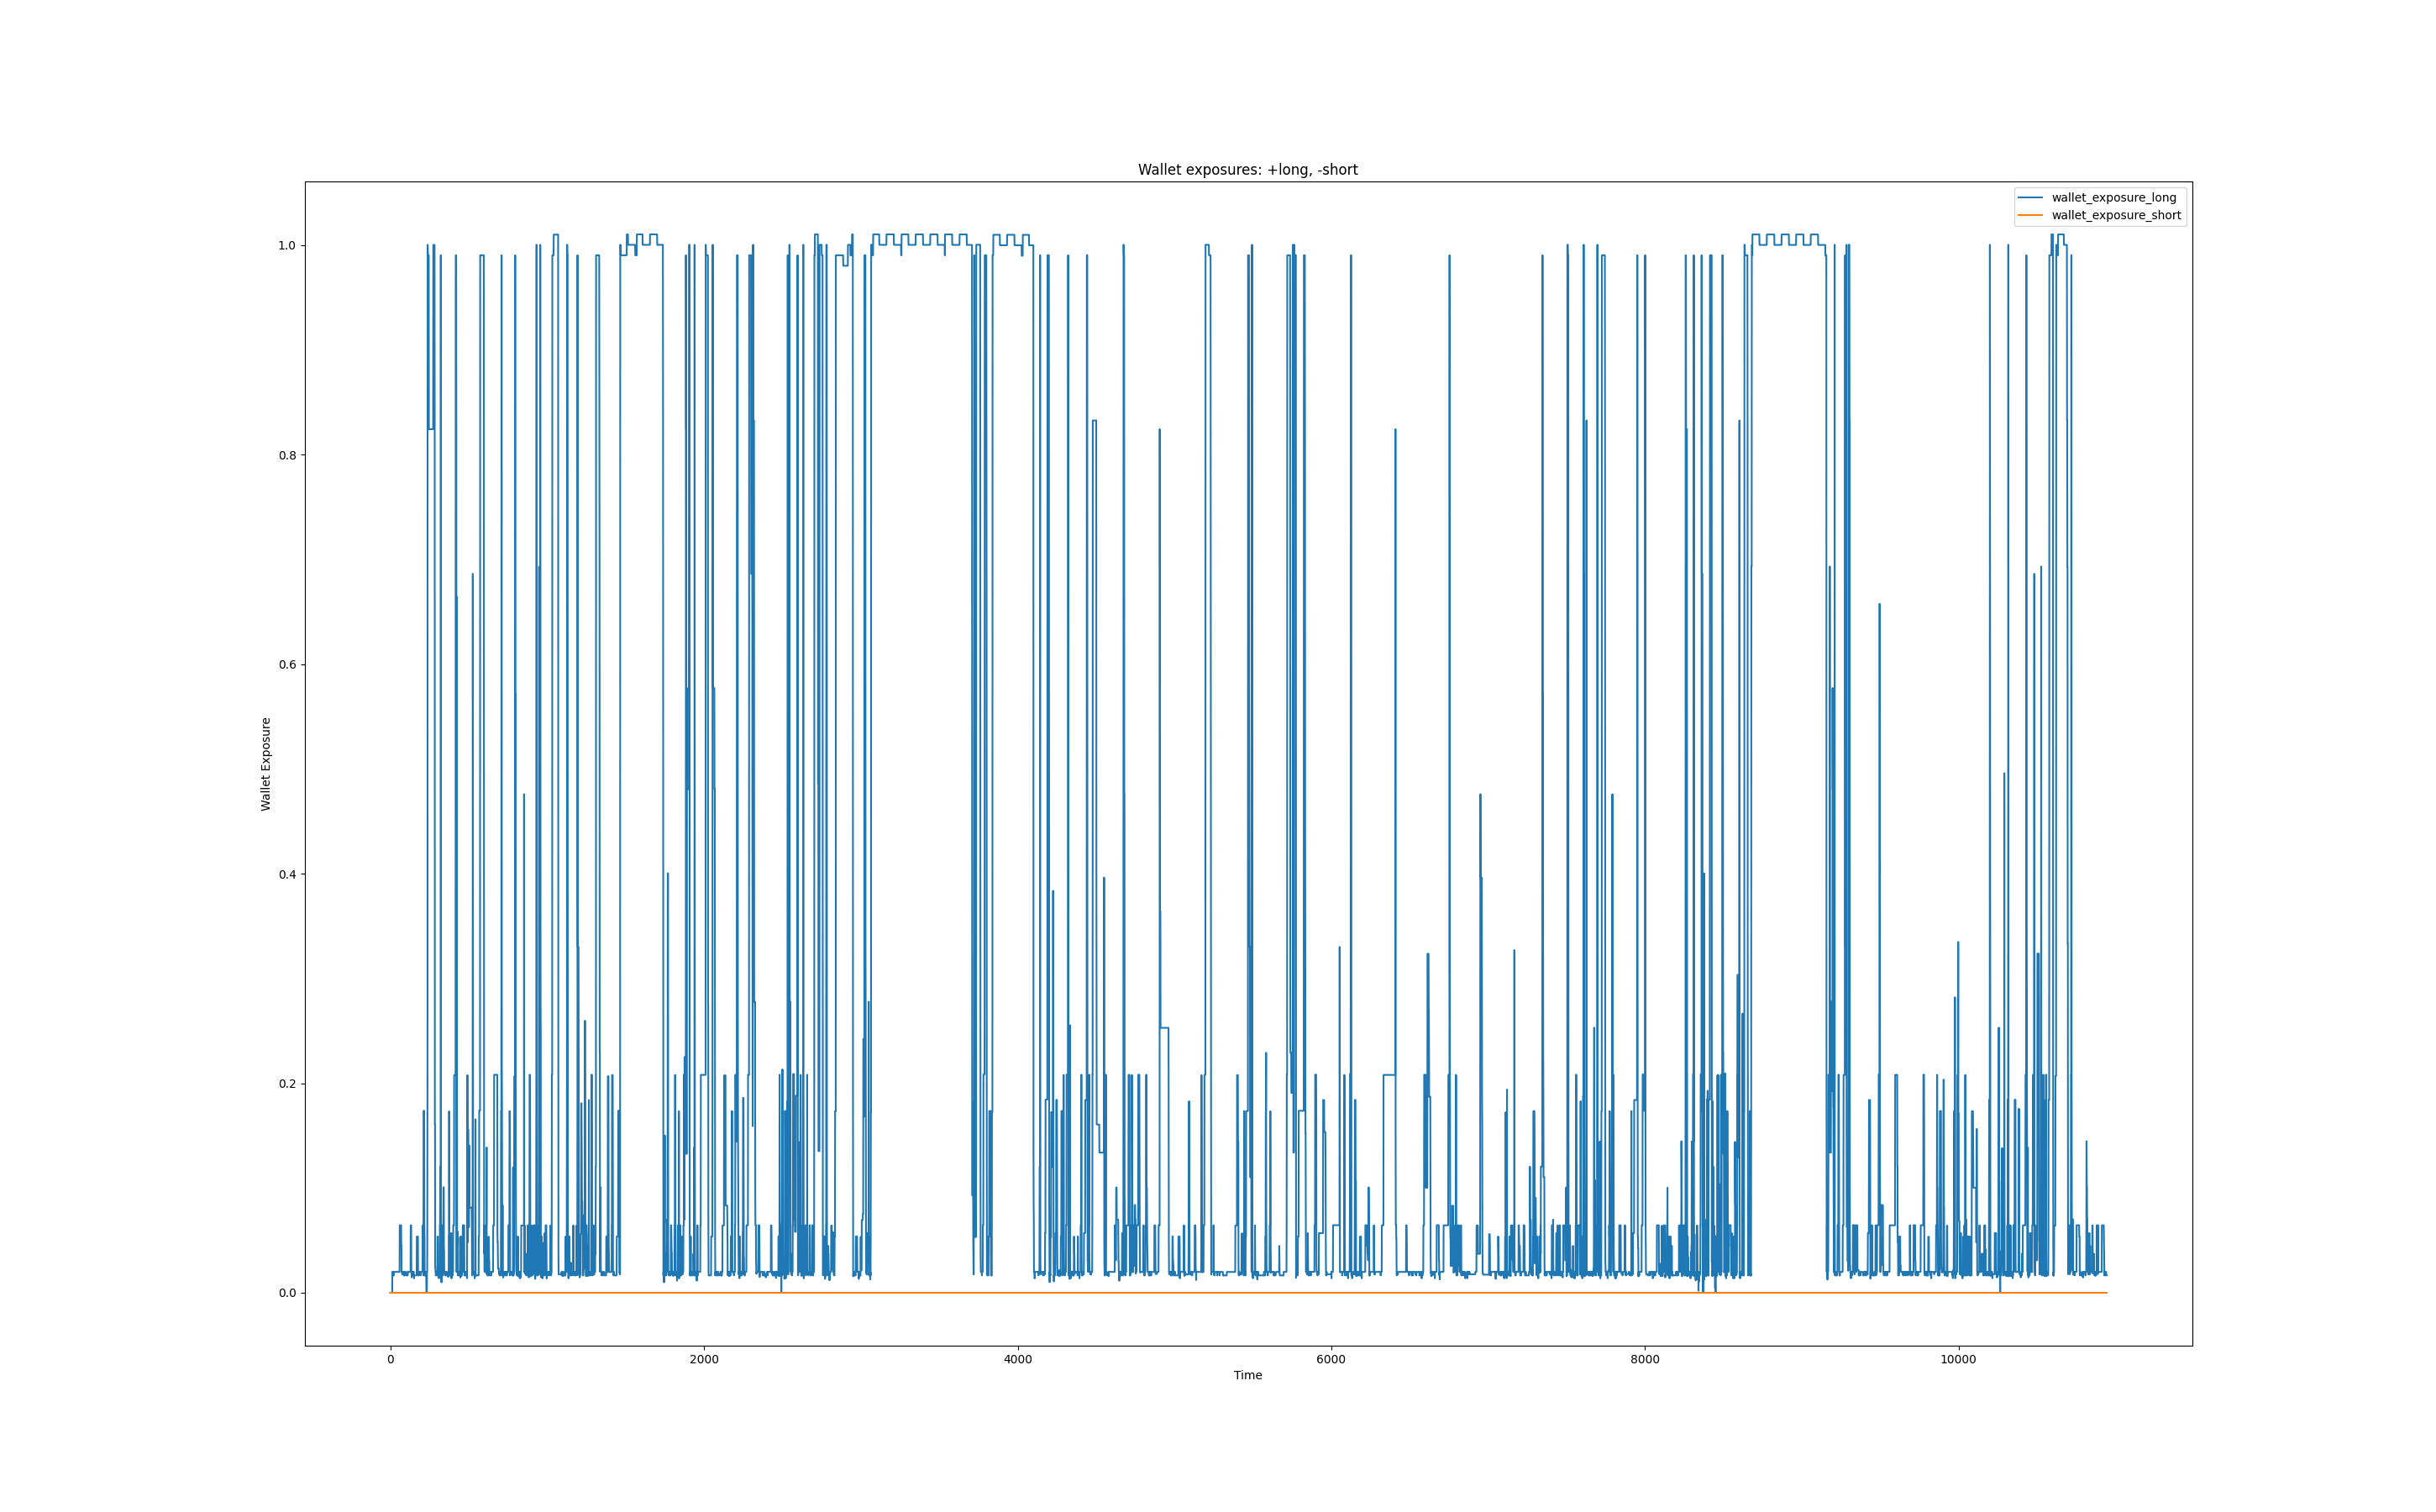 Wallet exposures: +long, -short
wallet_exposure_long
wallet_exposure_short
1.0
0.8
0.6
0.4
0.2
0.0
Wallet Exposure
0 2000 4000 6000 8000 10000
Time